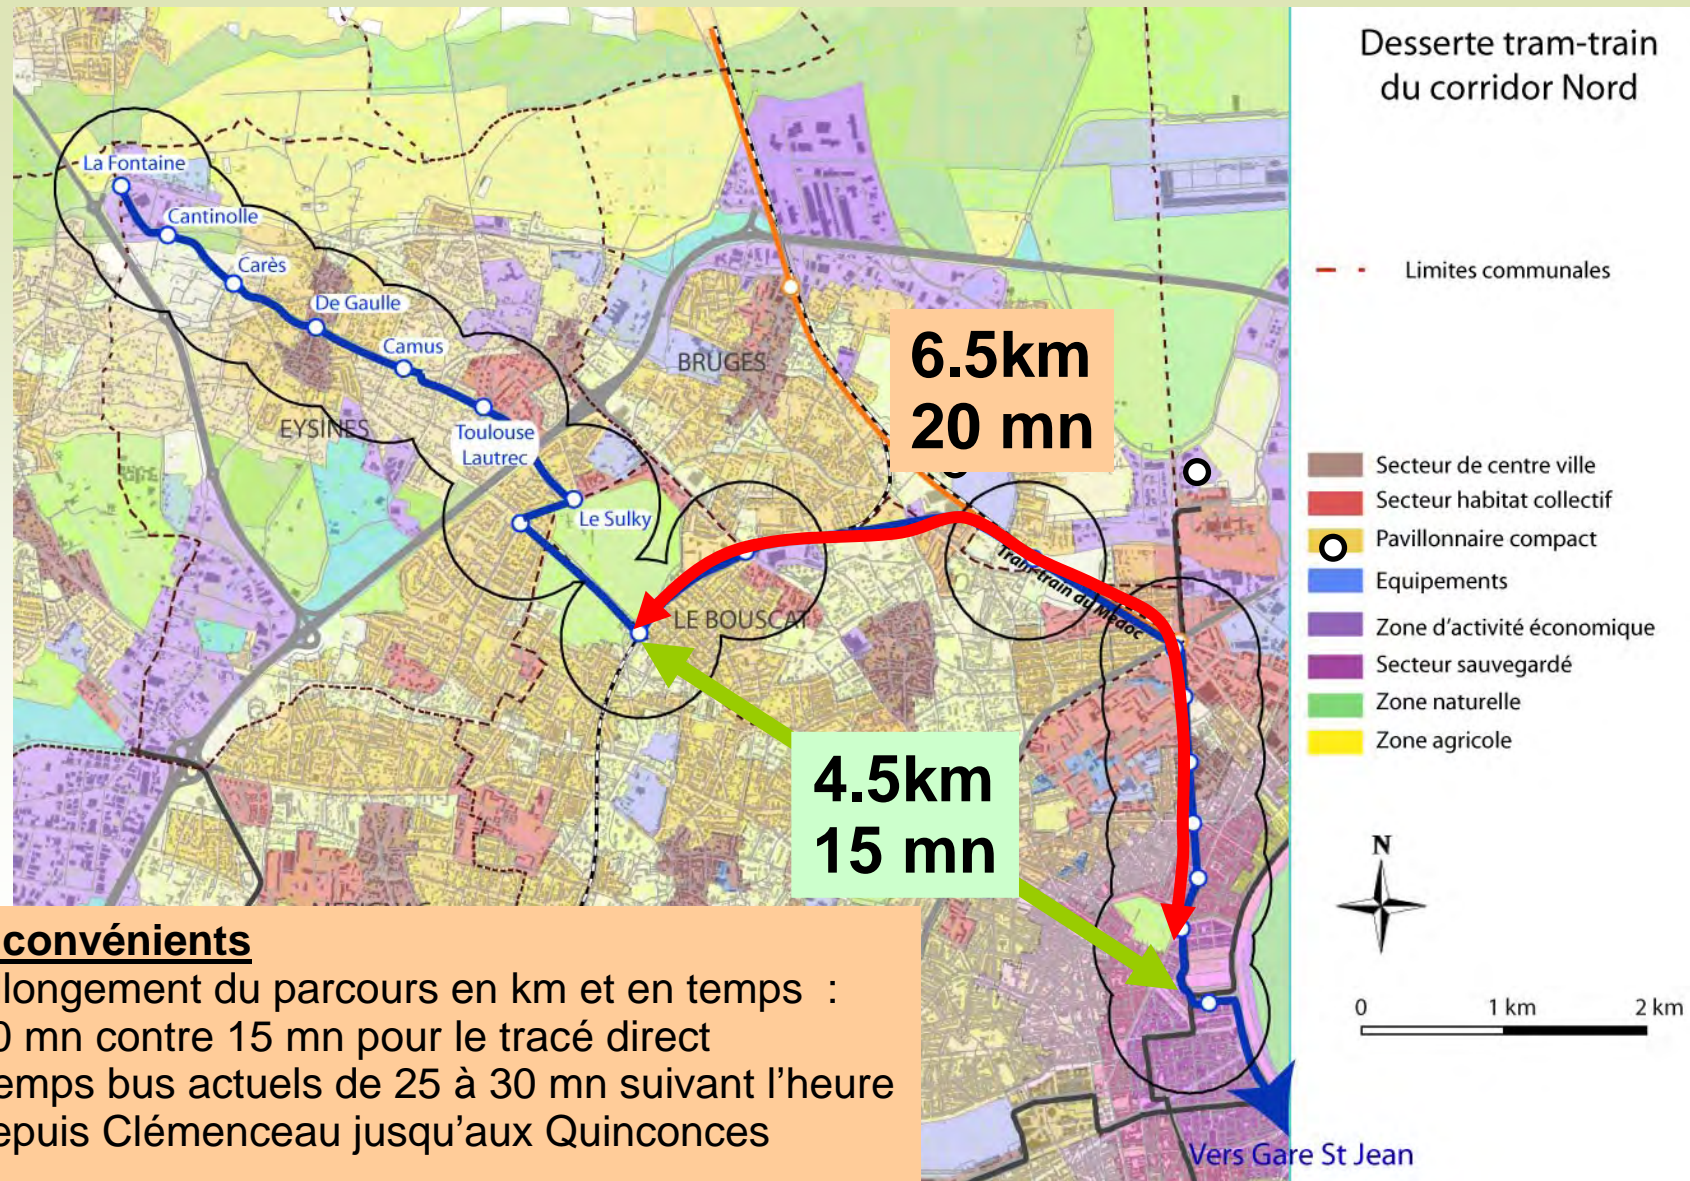 Desserte tram-train
du corridor Nord
La Fontaine
Cantinolle
Carès
De Gaulle
Camus
Toulouse
Lautrec
Le Sulky
EYSINES
BRUGES
LE BOUSCAT
Tram-train du Médoc
6.5km
20 mn
4.5km
15 mn
Limites communales
Secteur de centre ville
Secteur habitat collectif
Pavillonnaire compact
Equipements
Zone d'activité économique
Secteur sauvegardé
Zone naturelle
Zone agricole
N
0 1 km 2 km
convénients
longement du parcours en km et en temps :
0 mn contre 15 mn pour le tracé direct
emps bus actuels de 25 à 30 mn suivant l'heure
epuis Clémenceau jusqu'aux Quinconces
Vers Gare St Jean